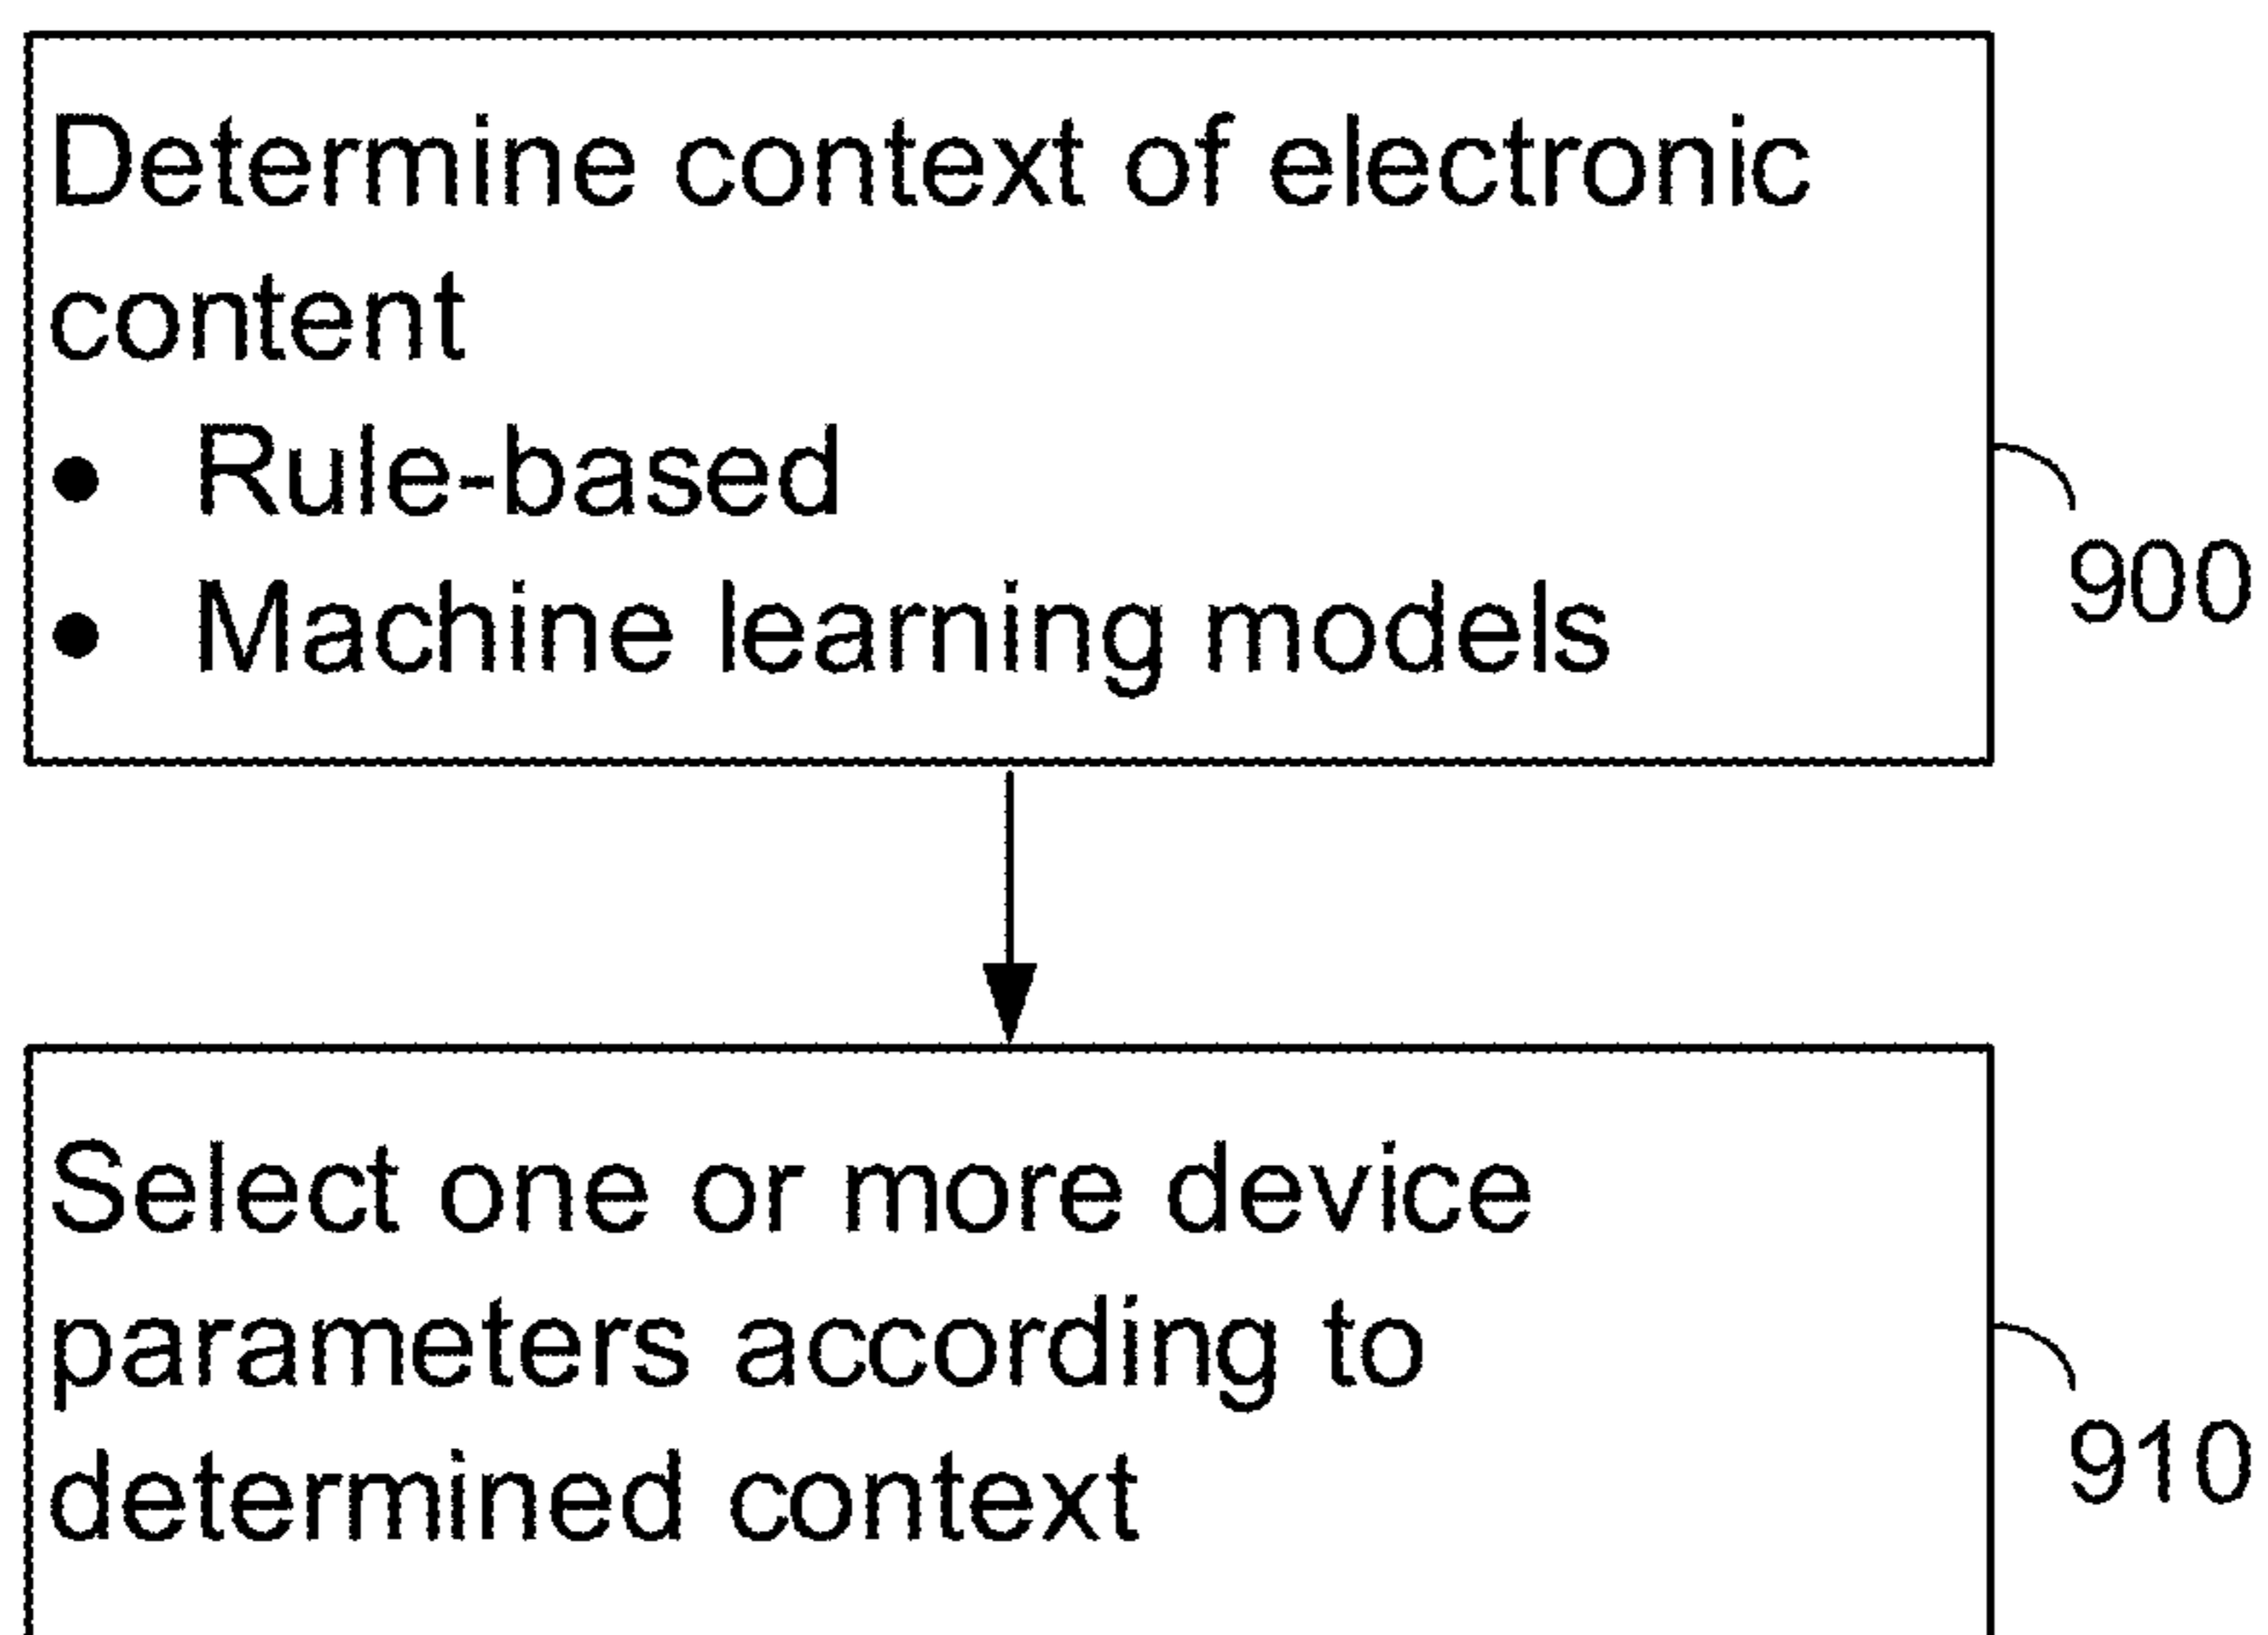 Determine context of electronic
content
• Rule-based
• Machine learning models
900
Select one or more device
parameters according to
determined context
910